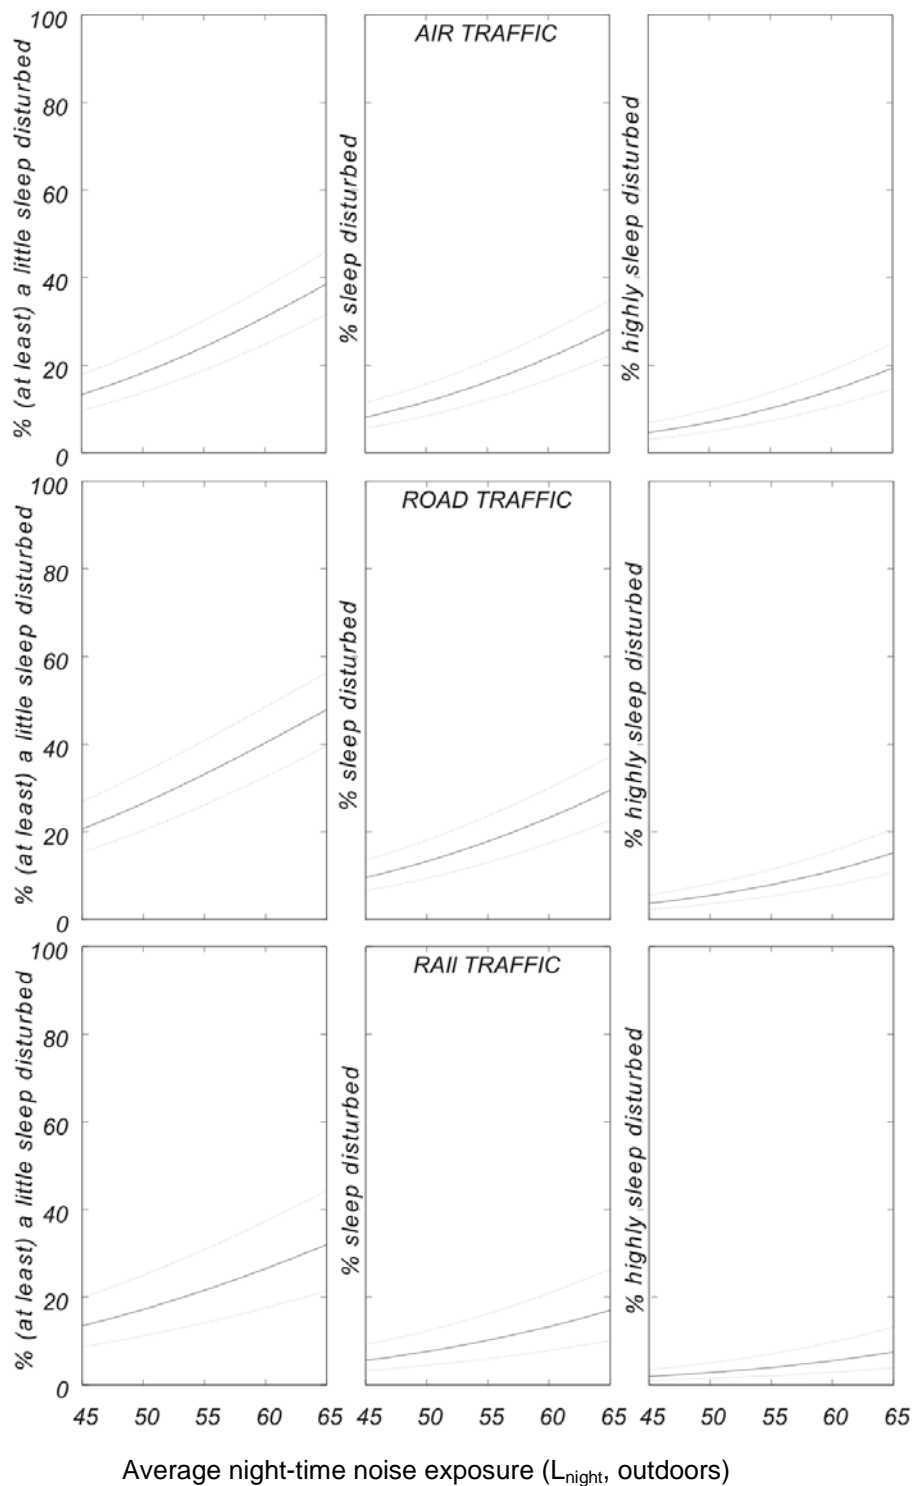 100
80
60
40
20
0
% (at least) a little sleep disturbed
AIR TRAFFIC
% sleep disturbed
% highly sleep disturbed
100
80
60
40
20
0
% (at least) a little sleep disturbed
ROAD TRAFFIC
% sleep disturbed
% highly sleep disturbed
100
80
60
40
20
0
% (at least) a little sleep disturbed
RAIl TRAFFIC
% sleep disturbed
% highly sleep disturbed
45 50 55 60 65 45 50 55 60 65 45 50 55 60 65
Average night-time noise exposure (Lnight, outdoors)